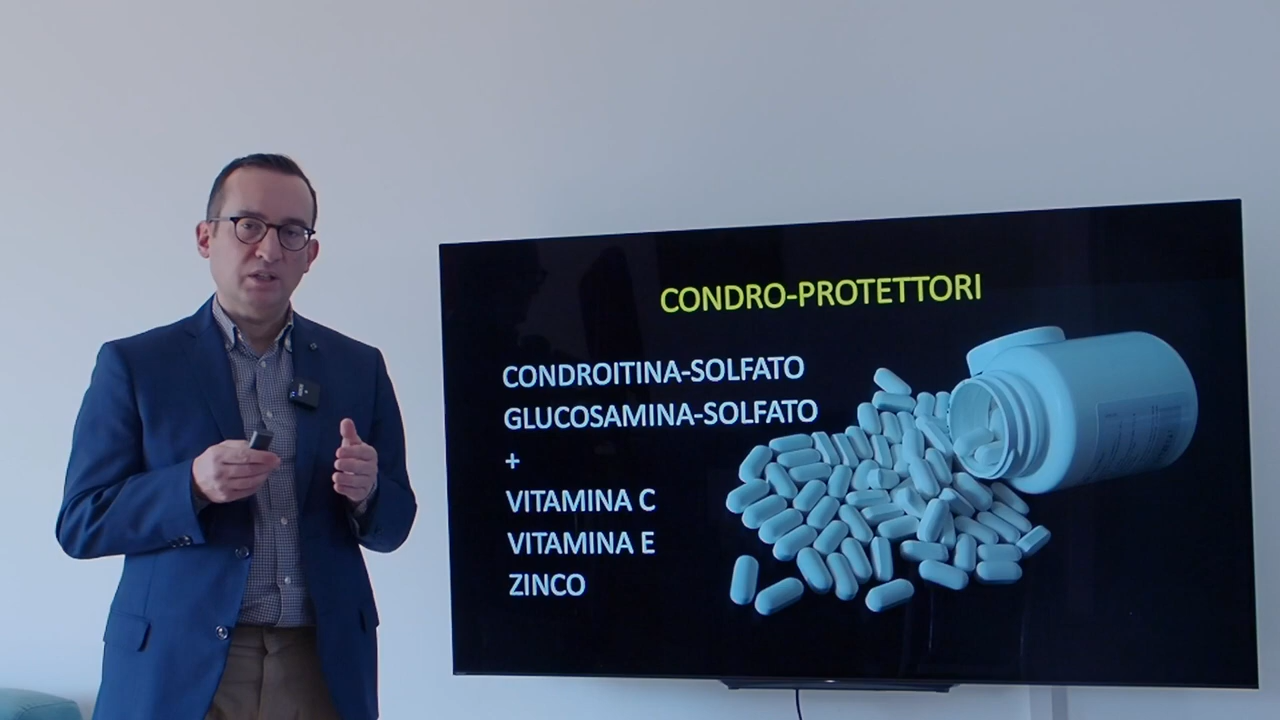 CONDRO-PROTETTORI
CONDROITINA-SOLFATO
GLUCOSAMINA-SOLFATO
+
VITAMINA C
VITAMINA E
ZINCO